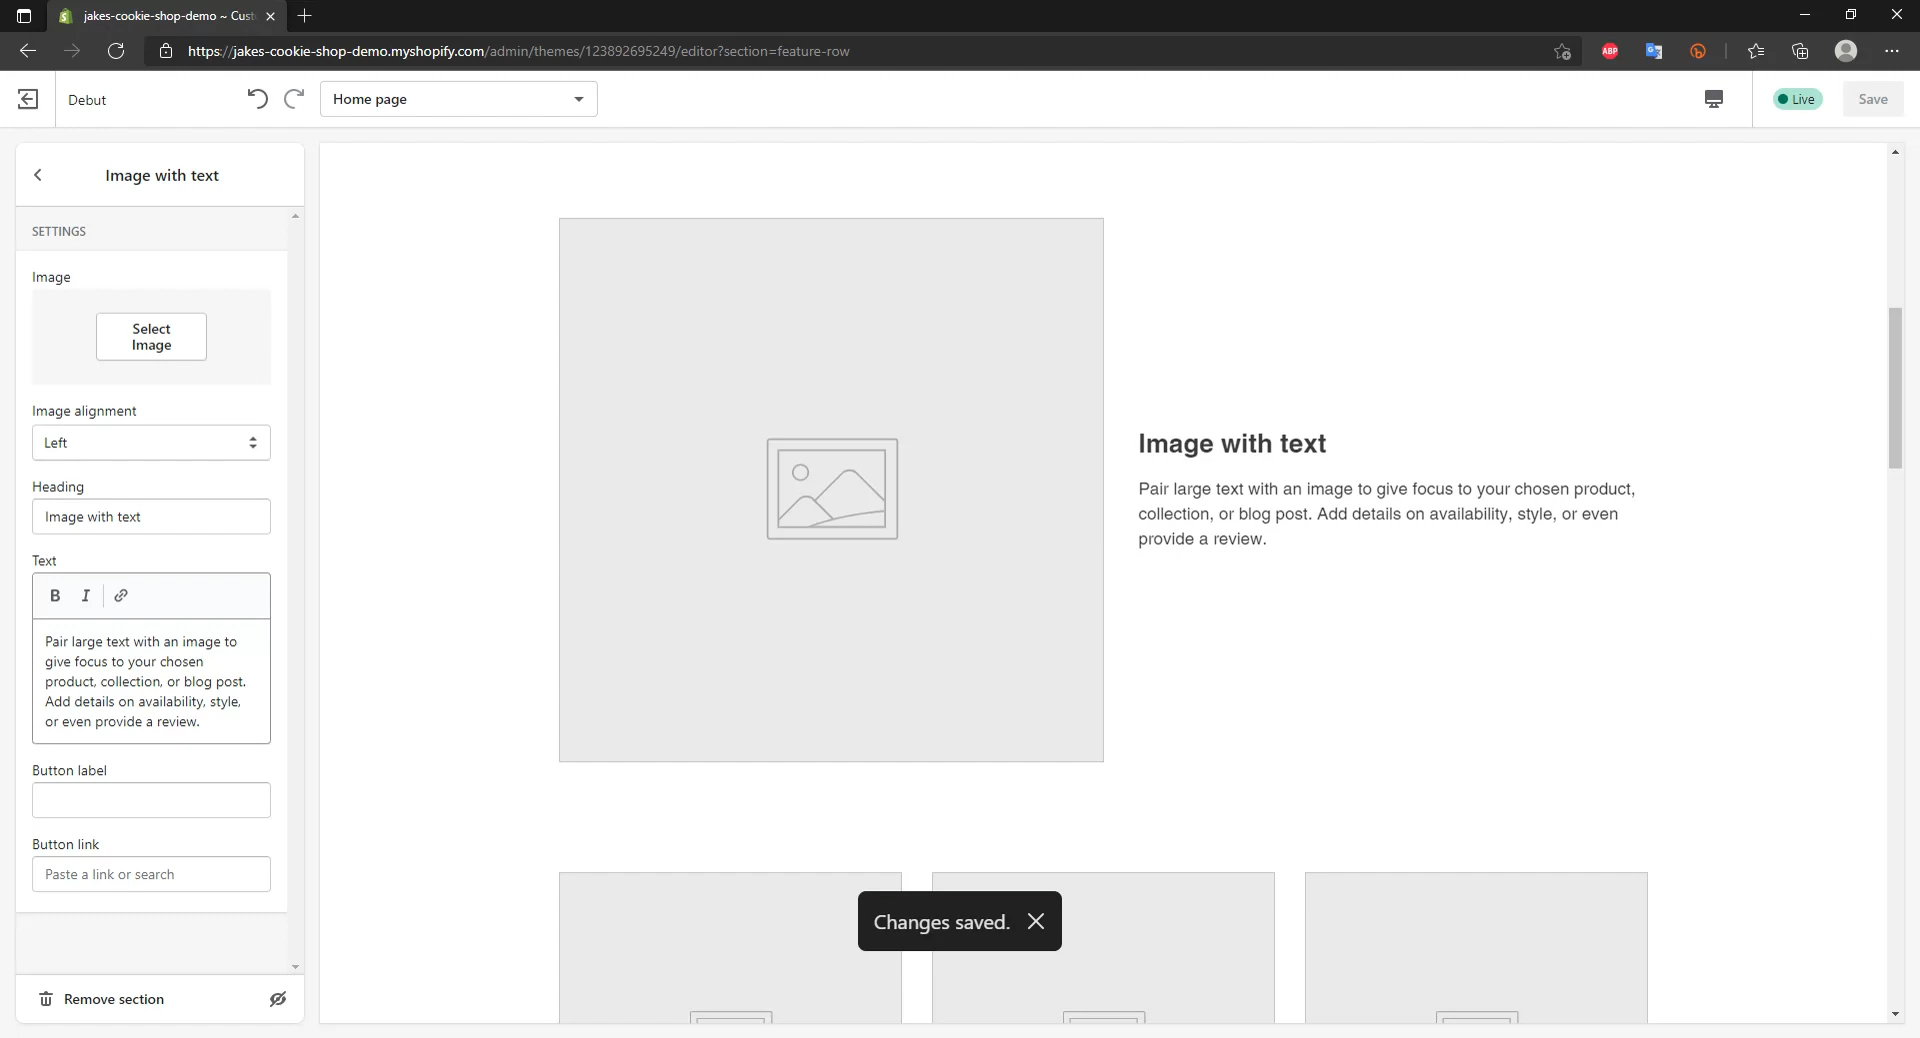 jakes-cookie-shop-demo ~ Cust
https://jakes-cookie-shop-demo.myshopify.com/admin/themes/123892695249/editor?section=feature-row
ABP
Debut
Home page
Live
Save
Image with text
SETTINGS
Image
Select
Image
Image alignment
Left
Heading
Image with text
Text
B I
Pair large text with an image to
give focus to your chosen
product, collection, or blog post.
Add details on availability, style,
or even provide a review.
Button label
Button link
Paste a link or search
Remove section
Image with text
Pair large text with an image to give focus to your chosen product,
collection, or blog post. Add details on availability, style, or even
provide a review.
Changes saved.